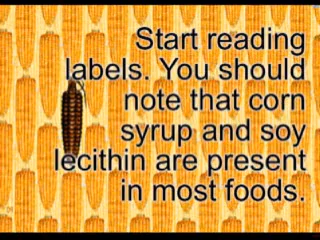 Start reading
labels. You should
note that corn
syrup and soy
lecithin are present
in most foods.